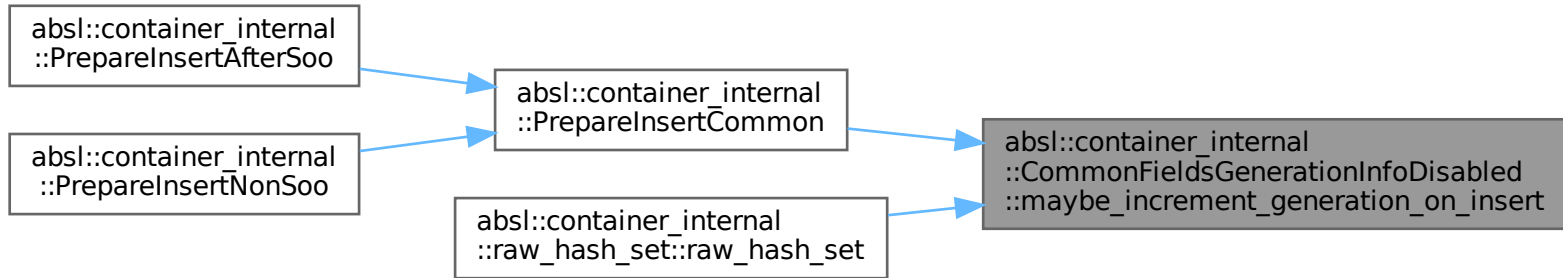 absl::container_internal
::PrepareInsertAfterSoo
absl::container_internal
::PrepareInsertNonSoo
absl::container_internal
::PrepareInsertCommon
absl::container_internal
::raw_hash_set::raw_hash_set
absl::container_internal
::CommonFieldsGenerationInfoDisabled
::maybe_increment_generation_on_insert